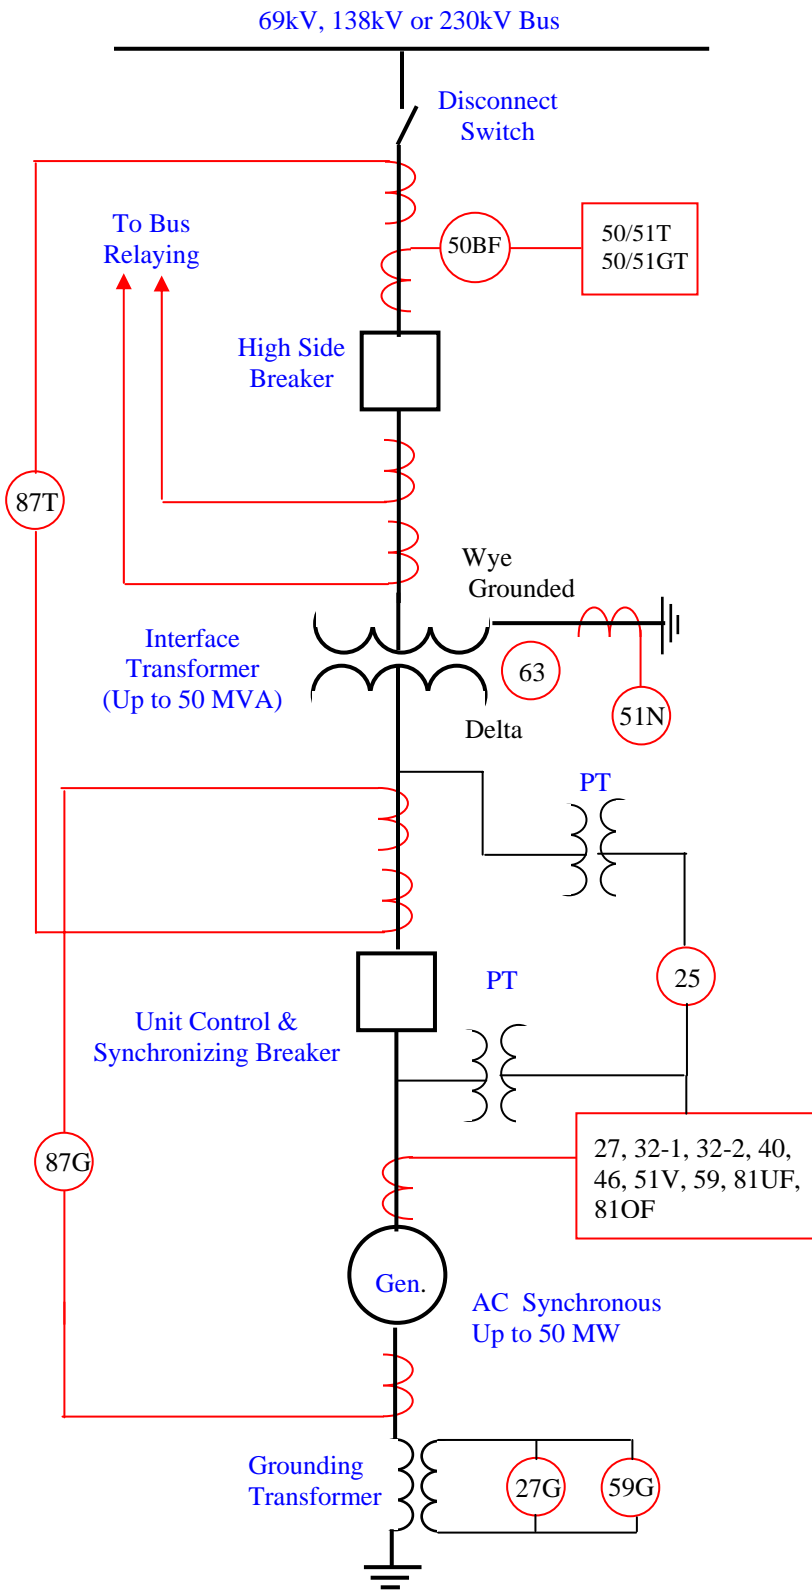 69kV, 138kV or 230kV Bus
Disconnect
Switch
To Bus
Relaying
50BF
50/51T
50/51GT
High Side
Breaker
87T
Wye
Grounded
Interface
Transformer
(Up to 50 MVA)
63
51N
Delta
PT
25
PT
Unit Control &
Synchronizing Breaker
87G
27, 32-1, 32-2, 40,
46, 51V, 59, 81UF,
81OF
Gen.
AC Synchronous
Up to 50 MW
Grounding
Transformer
27G
59G